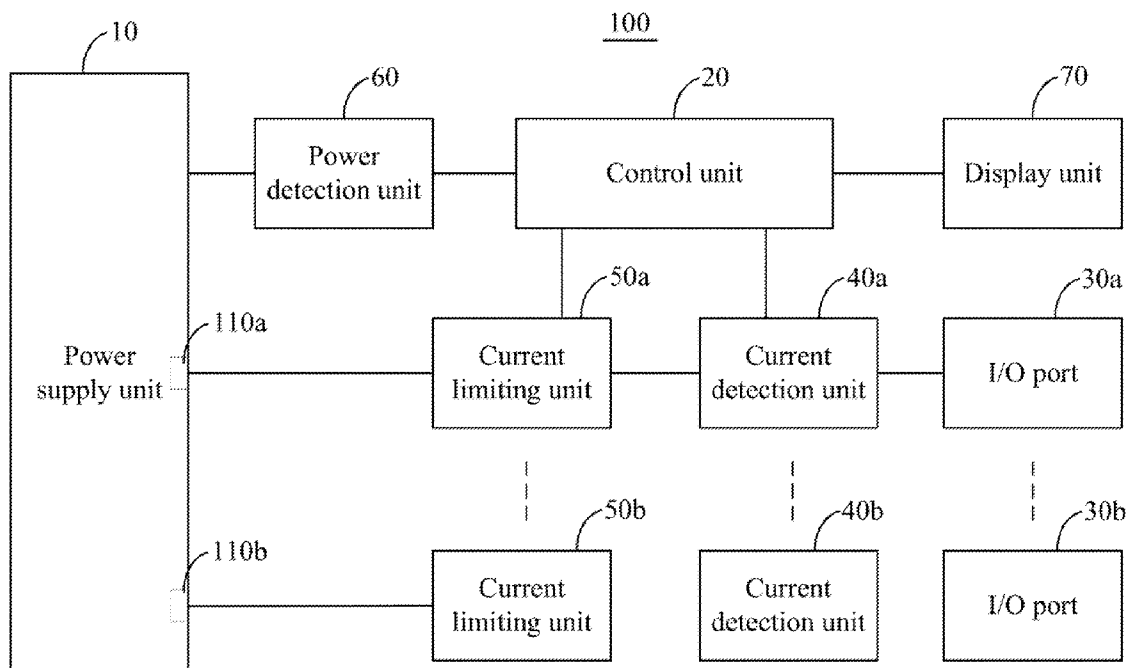 100
10
60
20
70
Power
detection unit
Control unit
Display unit
50a
40a
30a
110a
Power
supply unit
Current
limiting unit
Current
detection unit
I/O port
50b
40b
30b
110b
Current
limiting unit
Current
detection unit
I/O port